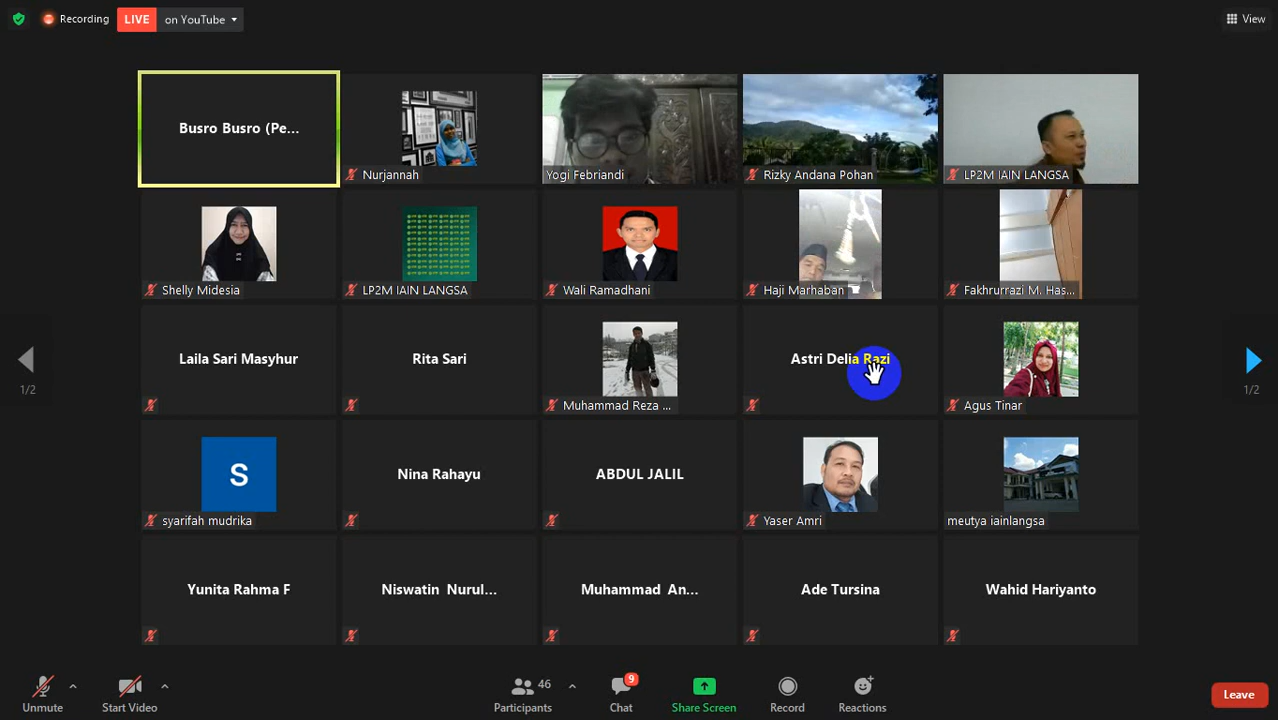 Recording LIVE on YouTube View
Busro Busro (Pe...
Nurjannah
Yogi Febriandi
Rizky Andana Pohan
LP2M IAIN LANGSA
Shelly Midesia
LP2M IAIN LANGSA
Wali Ramadhani
Haji Marhaban
Fakhrurrazi M. Has...
Laila Sari Masyhur
Rita Sari
Muhammad Reza ...
Astri Delia Razi
Agus Tinar
1/2
1/2
S
syarifah mudrika
Nina Rahayu
ABDUL JALIL
Yaser Amri
meutya iainlangsa
Yunita Rahma F
Niswatin Nurul...
Muhammad An...
Ade Tursina
Wahid Hariyanto
Unmute
Start Video
46
Participants
9
Chat
Share Screen
Record
Reactions
Leave